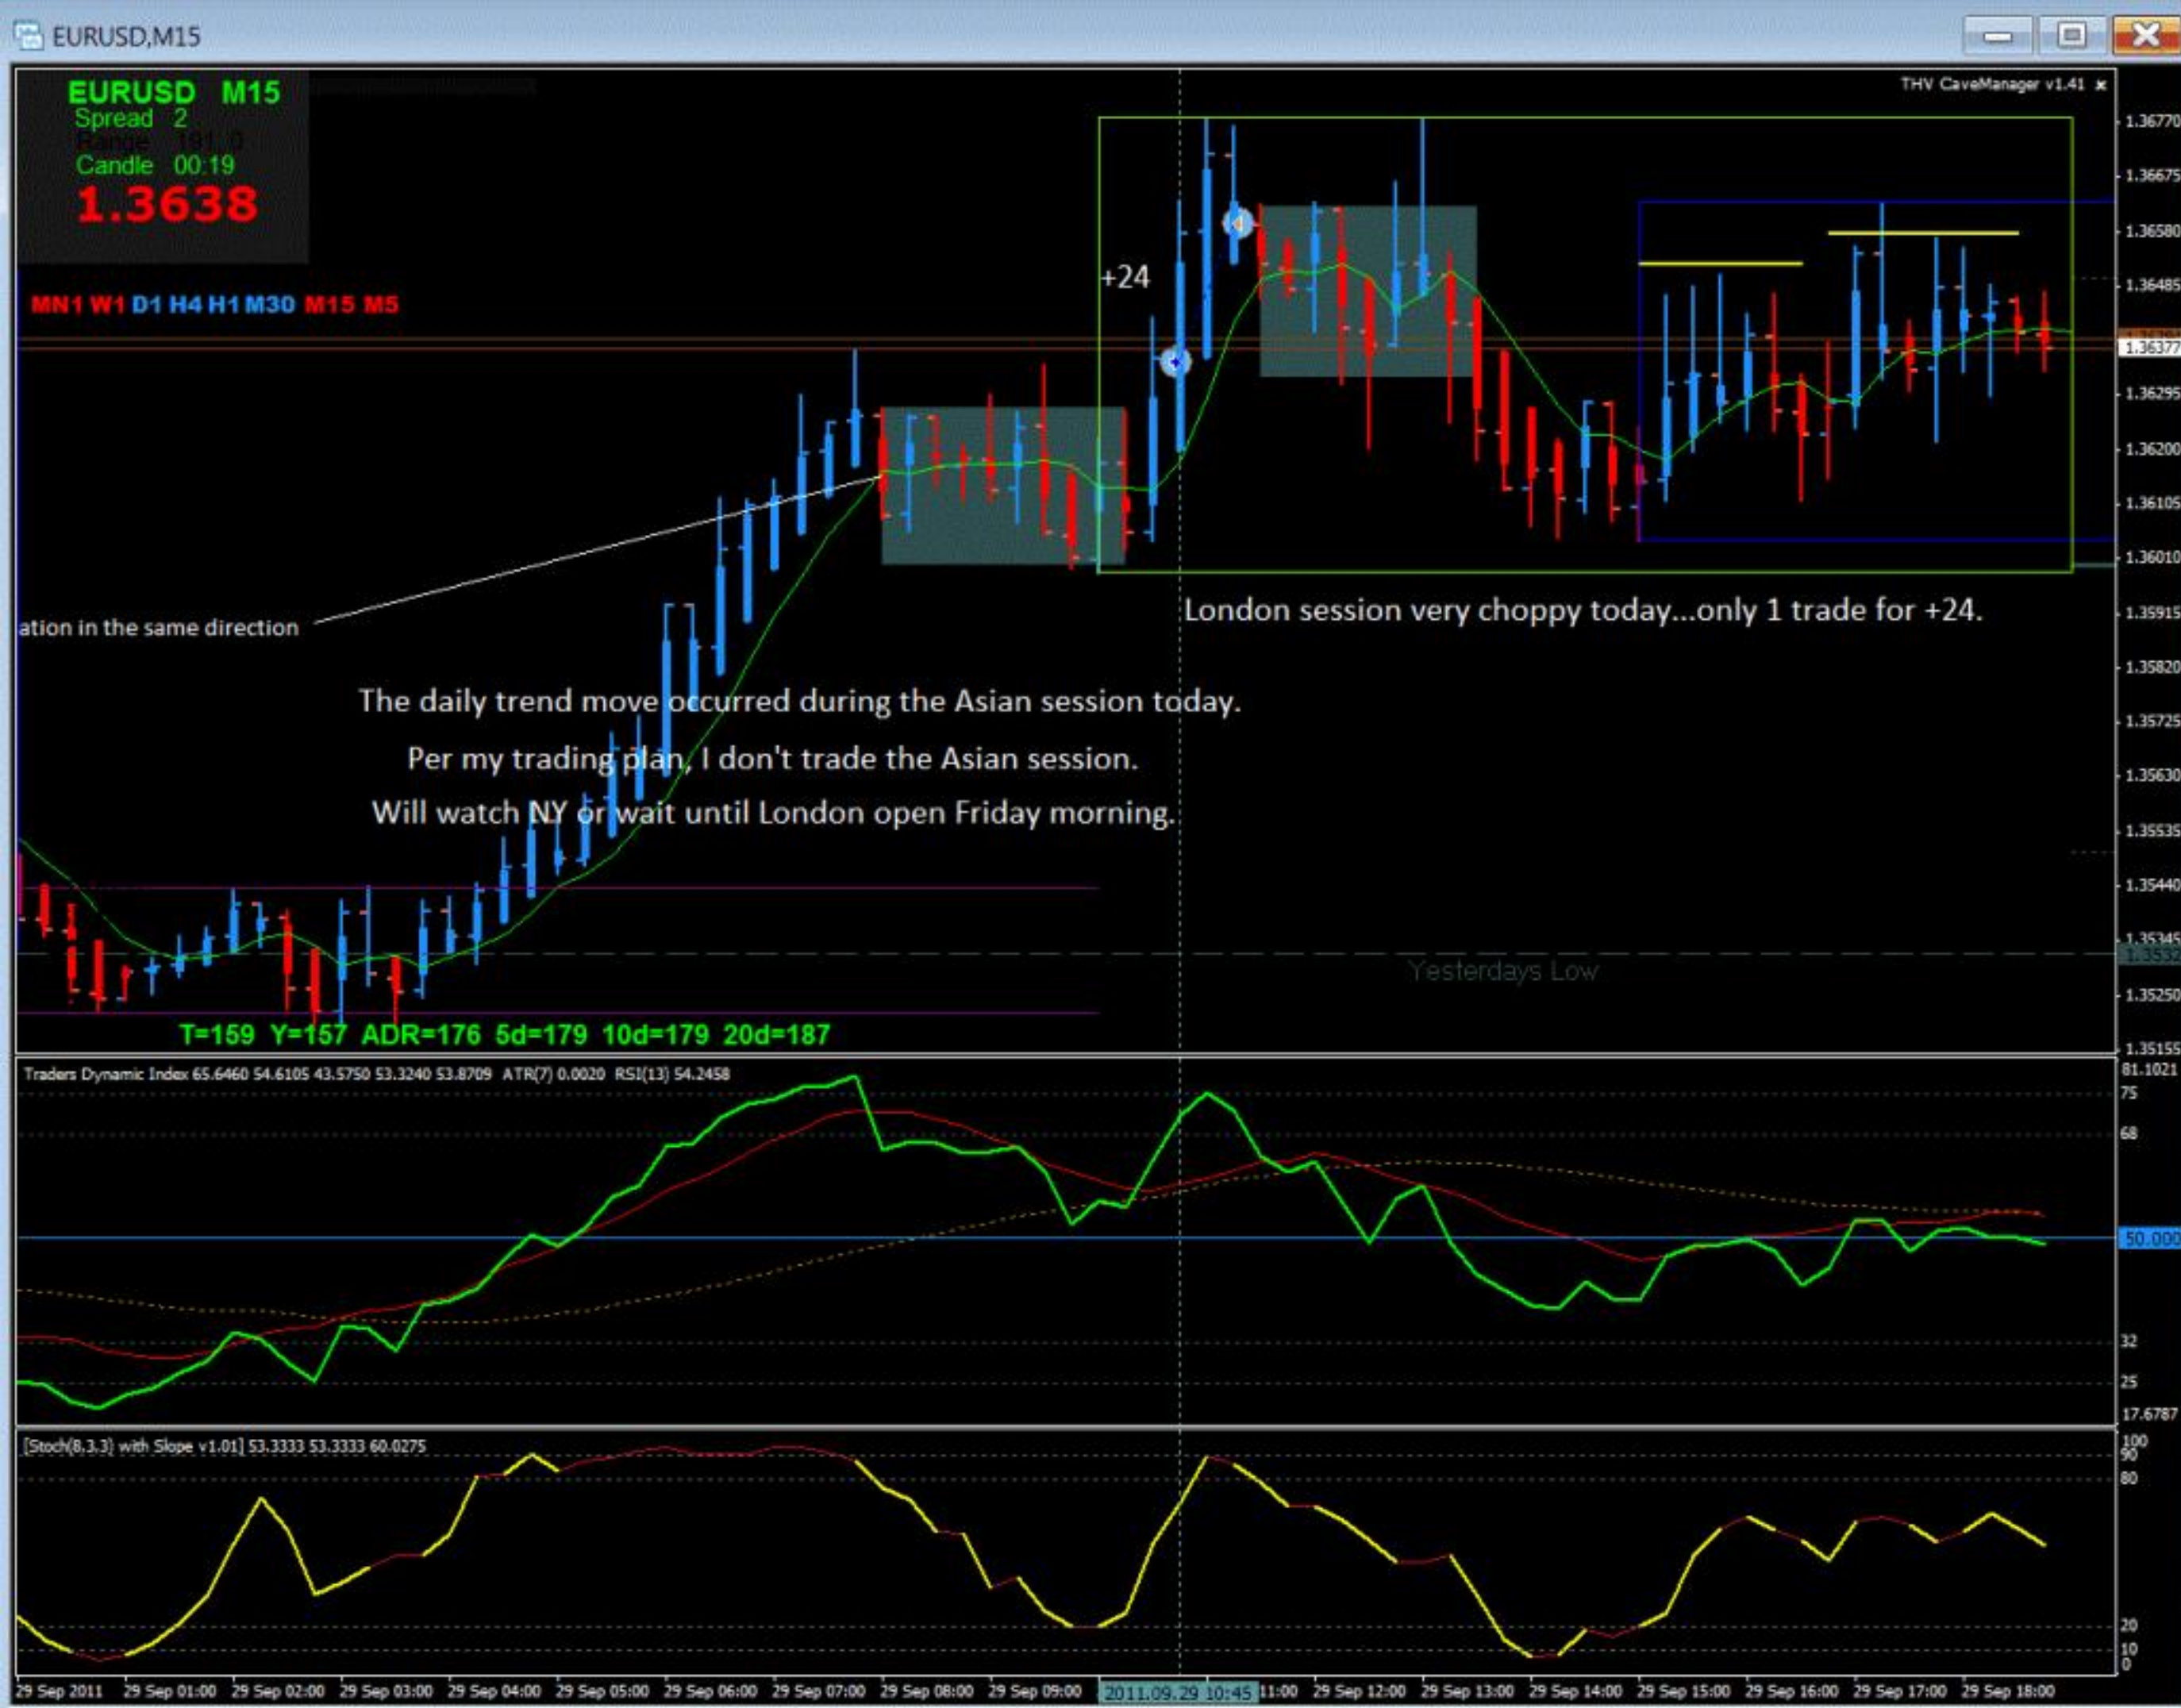 EURUSD,M15
THV CaveManager v1.41 ×
EURUSD M15
Spread 2
Range 191.0
Candle 00:19
1.3638
MN1 W1 D1 H4 H1 M30 M15 M5
+24
ation in the same direction
London session very choppy today...only 1 trade for +24.
The daily trend move occurred during the Asian session today.
Per my trading plan, I don't trade the Asian session.
Will watch NY or wait until London open Friday morning.
Yesterdays Low
T=159 Y=157 ADR=176 5d=179 10d=179 20d=187
1.36770
1.36675
1.36580
1.36485
1.36377
1.36295
1.36200
1.36105
1.36010
1.35915
1.35820
1.35725
1.35630
1.35535
1.35440
1.35345
1.3532
1.35250
1.35155
Traders Dynamic Index 65.6460 54.6105 43.5750 53.3240 53.8709 ATR(7) 0.0020 RSI(13) 54.2458
81.1021
75
68
50.000
32
25
17.6787
[Stoch(8,3,3) with Slope v1.01] 53.3333 53.3333 60.0275
100
90
80
20
10
0
29 Sep 2011 29 Sep 01:00 29 Sep 02:00 29 Sep 03:00 29 Sep 04:00 29 Sep 05:00 29 Sep 06:00 29 Sep 07:00 29 Sep 08:00 29 Sep 09:00 2011.09.29 10:45 11:00 29 Sep 12:00 29 Sep 13:00 29 Sep 14:00 29 Sep 15:00 29 Sep 16:00 29 Sep 17:00 29 Sep 18:00